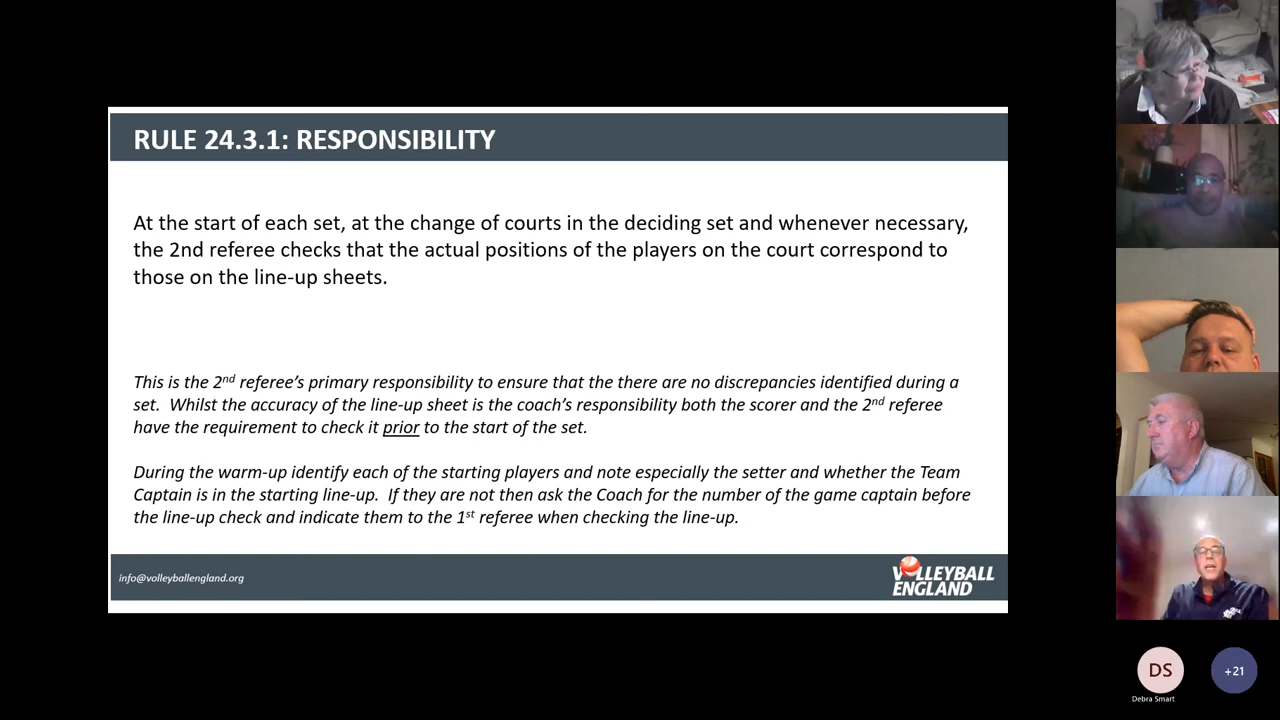 RULE 24.3.1: RESPONSIBILITY
At the start of each set, at the change of courts in the deciding set and whenever necessary,
the 2nd referee checks that the actual positions of the players on the court correspond to
those on the line-up sheets.
This is the 2nd referee's primary responsibility to ensure that the there are no discrepancies identified during a
set. Whilst the accuracy of the line-up sheet is the coach's responsibility both the scorer and the 2nd referee
have the requirement to check it prior to the start of the set.
During the warm-up identify each of the starting players and note especially the setter and whether the Team
Captain is in the starting line-up. If they are not then ask the Coach for the number of the game captain before
the line-up check and indicate them to the 1st referee when checking the line-up.
info@volleyballengland.org
VOLLEYBALL
ENGLAND
DS
+21
Debra Smart